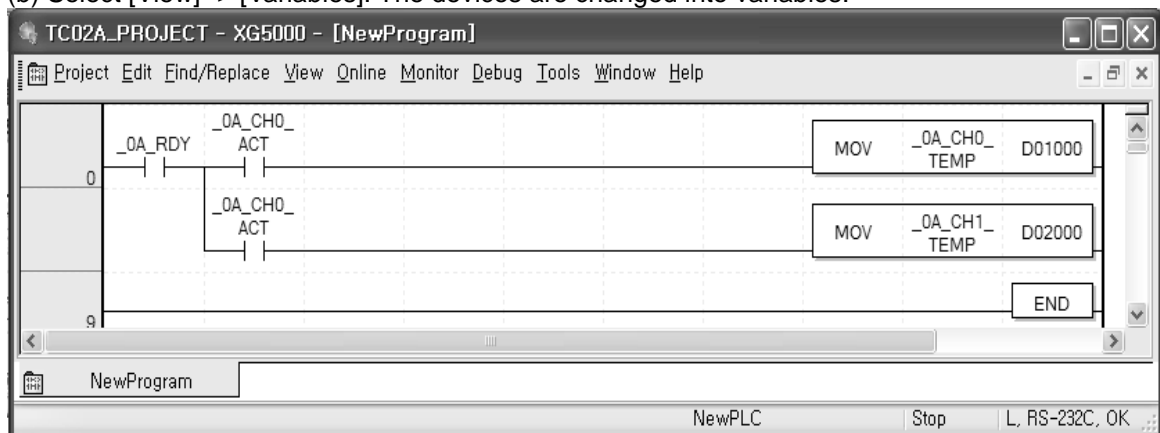 (b) Select [View] -> [Variables]. The devices are changed into variables.
TC02A_PROJECT - XG5000 - [NewProgram]
Project Edit Find/Replace View Online Monitor Debug Tools Window Help
_0A_RDY
_0A_CH0_
ACT
MOV
_0A_CH0_
TEMP
D01000
0
_0A_CH0_
ACT
MOV
_0A_CH1_
TEMP
D02000
END
9
NewProgram
NewPLC Stop L, RS-232C, OK